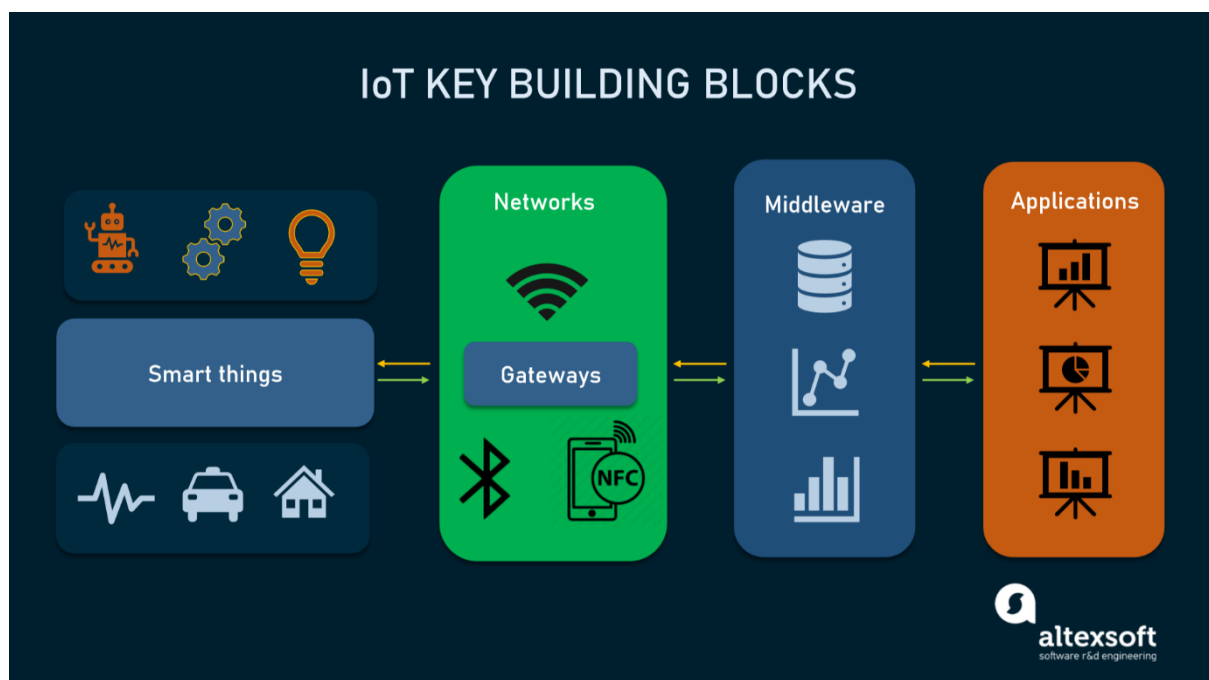 IoT KEY BUILDING BLOCKS
Smart things
Networks
Gateways
NFC
Middleware
Applications
altexsoft
software r&d engineering